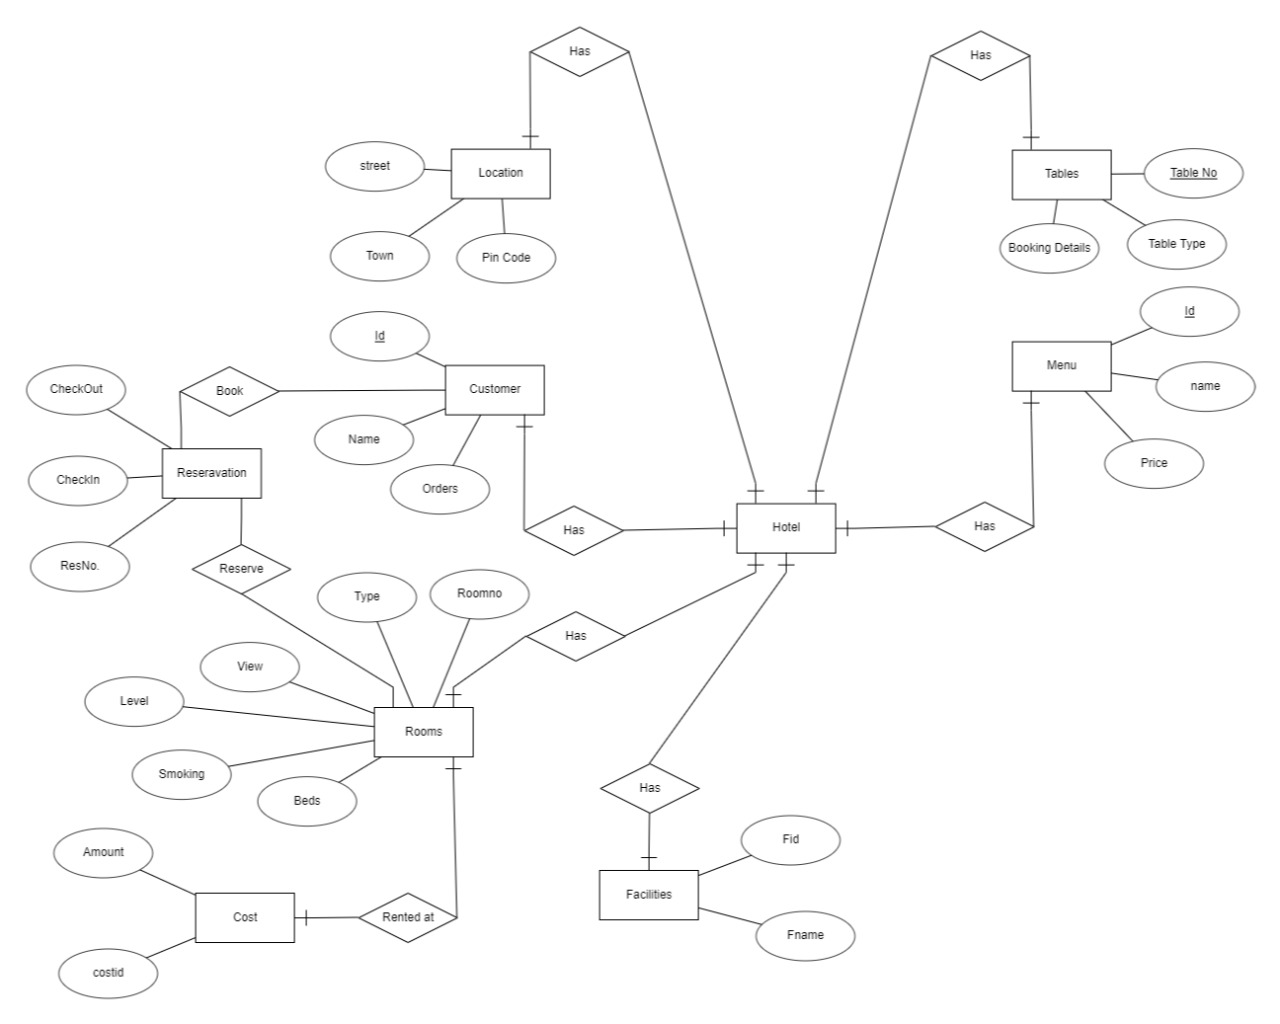 Has
Has
street
Location
Tables
Table No
Town
Pin Code
Booking Details
Table Type
Id
Id
CheckOut
Book
Customer
Menu
name
Name
CheckIn
Reseravation
Orders
Price
ResNo.
Reserve
Has
Hotel
Has
Type
Roomno
Has
View
Level
Rooms
Smoking
Beds
Has
Amount
Fid
Cost
Rented at
Facilities
Fname
costid